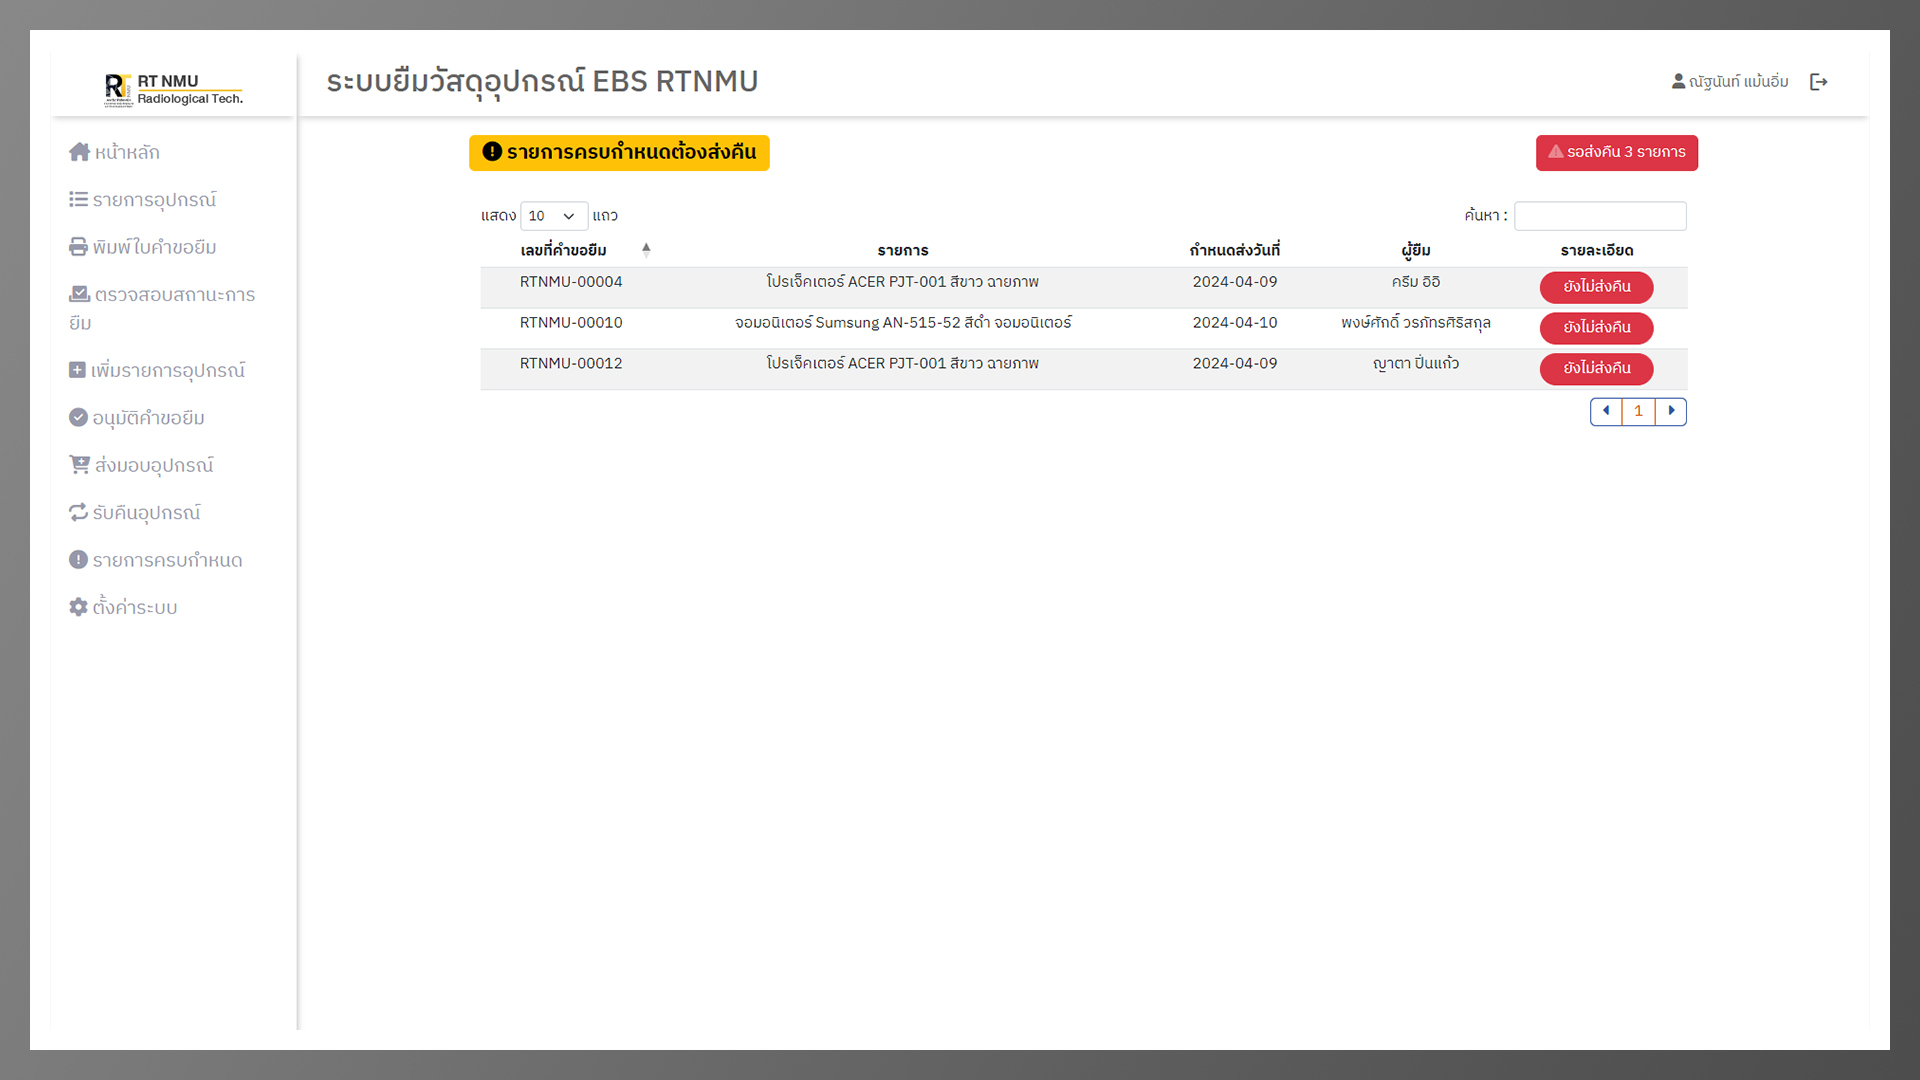 RT NMU
Radiological Tech.
ระบบยืมวัสดุอุปกรณ์ EBS RTNMU
ณัฐนันท์ แม้นอิ่ม
หน้าหลัก
รายการอุปกรณ์
พิมพ์ใบคำขอยืม
ตรวจสอบสถานะการ
ยืม
เพิ่มรายการอุปกรณ์
อนุมัติคำขอยืม
ส่งมอบอุปกรณ์
รับคืนอุปกรณ์
รายการครบกำหนด
ตั้งค่าระบบ
รายการครบกำหนดต้องส่งคืน
รอส่งคืน 3 รายการ
แสดง 10 แถว
ค้นหา :
เลขที่คำขอยืม รายการ กำหนดส่งวันที่ ผู้ยืม รายละเอียด
RTNMU-00004 โปรเจ็คเตอร์ ACER PJT-001 สีขาว ฉายภาพ 2024-04-09 ครีม อิอิ ยังไม่ส่งคืน
RTNMU-00010 จอมอนิเตอร์ Sumsung AN-515-52 สีดำ จอมอนิเตอร์ 2024-04-10 พงษ์ศักดิ์ วรภัทรศิริสกุล ยังไม่ส่งคืน
RTNMU-00012 โปรเจ็คเตอร์ ACER PJT-001 สีขาว ฉายภาพ 2024-04-09 ญาตา ปิ่นแก้ว ยังไม่ส่งคืน
1